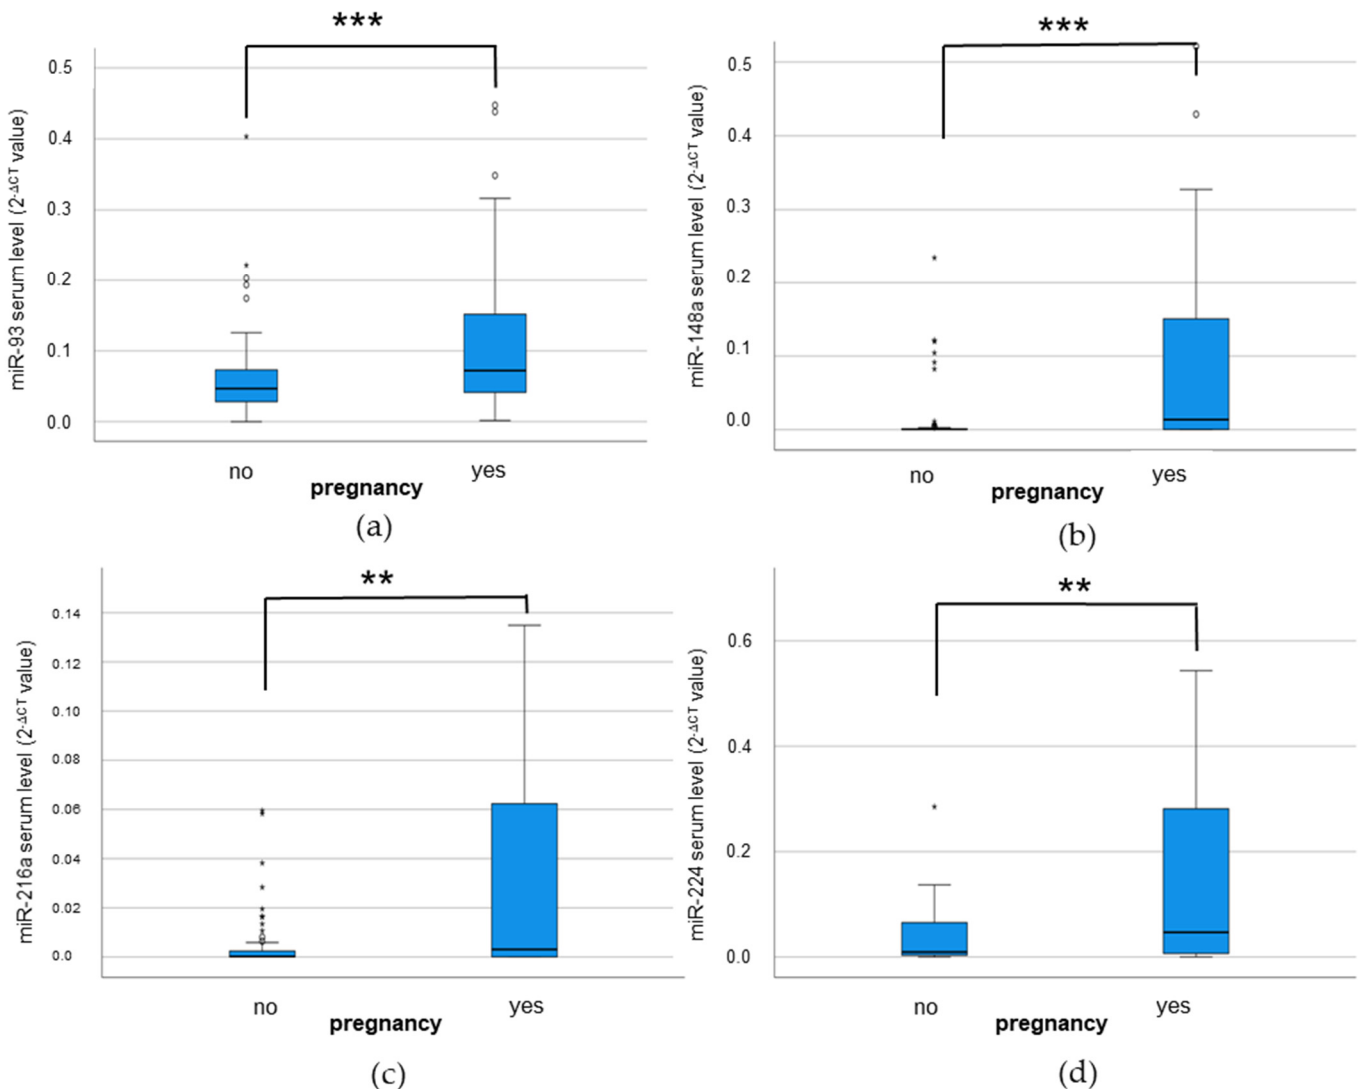 ***
miR-93 serum level (2-ΔCT value)
0.5
0.4
0.3
0.2
0.1
0.0
no
yes
pregnancy
(a)
***
miR-148a serum level (2-ΔCT value)
0.5
0.4
0.3
0.2
0.1
0.0
no
yes
pregnancy
(b)
**
miR-216a serum level (2-ΔCT value)
0.14
0.12
0.10
0.08
0.06
0.04
0.02
0.0
no
yes
pregnancy
(c)
**
miR-224 serum level (2-ΔCT value)
0.6
0.4
0.2
0.0
no
yes
pregnancy
(d)